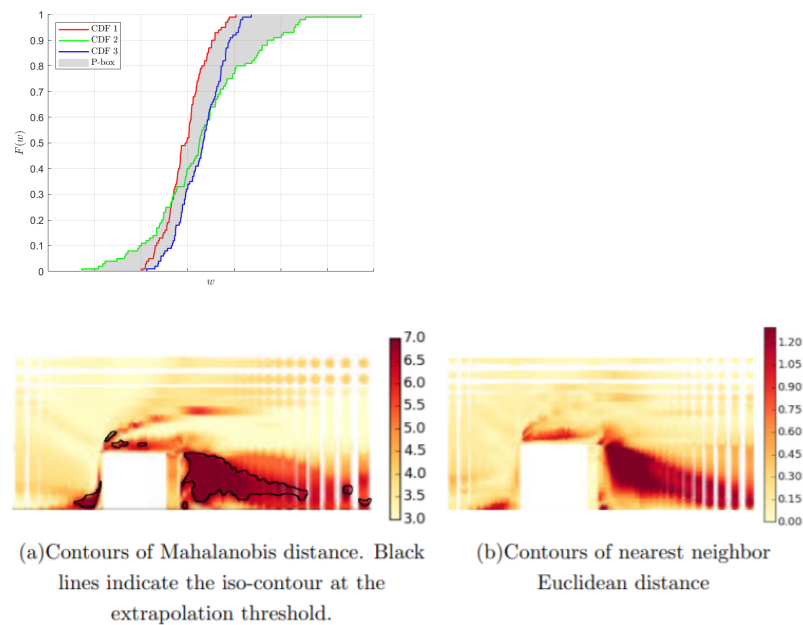 1
0.9
0.8
0.7
0.6
0.5
0.4
0.3
0.2
0.1
0
F(w)
w
CDF 1
CDF 2
CDF 3
P-box
7.0
6.5
6.0
5.5
5.0
4.5
4.0
3.5
3.0
1.20
1.05
0.90
0.75
0.60
0.45
0.30
0.15
0.00
(a)Contours of Mahalanobis distance. Black
lines indicate the iso-contour at the
extrapolation threshold.
(b)Contours of nearest neighbor
Euclidean distance